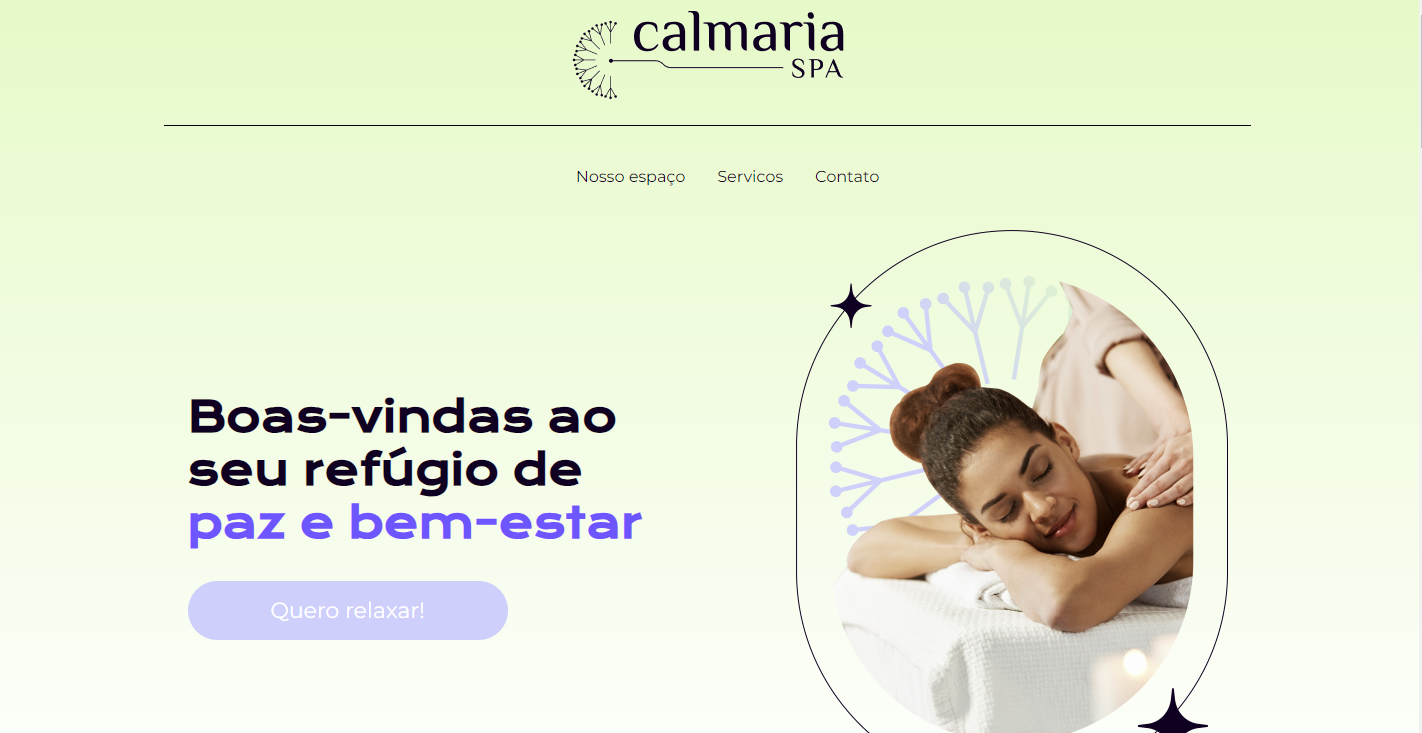 calmaria
SPA
Nosso espaço Servicos Contato
Boas-vindas ao
seu refúgio de
paz e bem-estar
Quero relaxar!